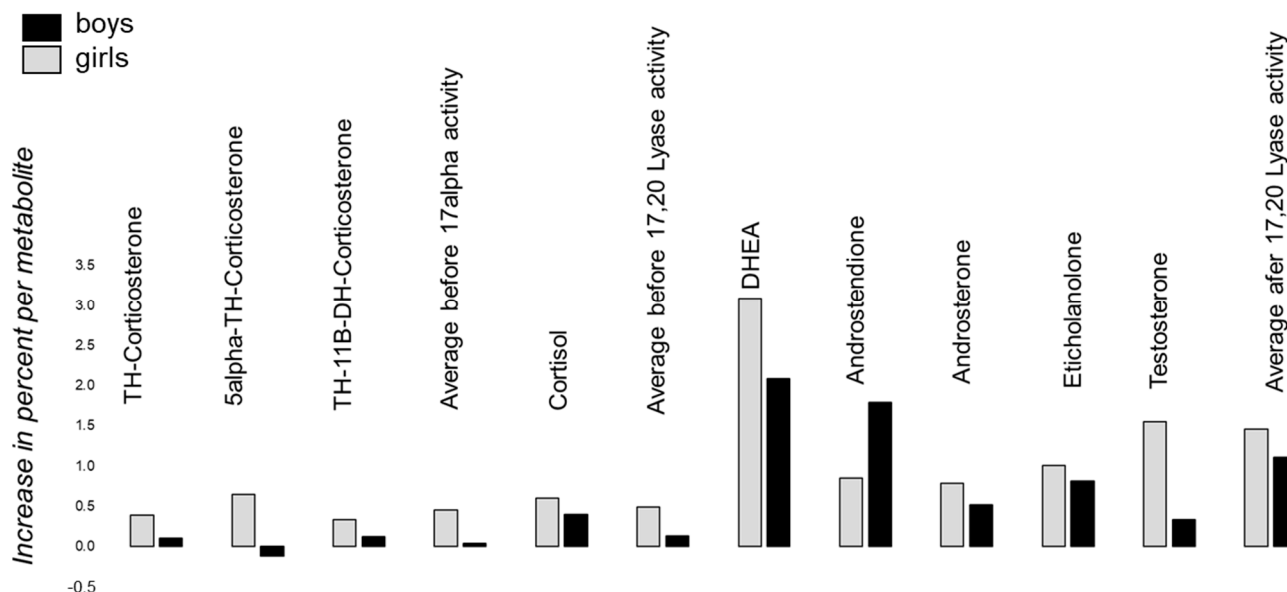 boys
girls
Increase in percent per metabolite
3.5
3.0
2.5
2.0
1.5
1.0
0.5
0.0
-0.5
TH-Corticosterone
5alpha-TH-Corticosterone
TH-11B-DH-Corticosterone
Average before 17alpha activity
Cortisol
Average before 17,20 Lyase activity
DHEA
Androstendione
Androsterone
Eticholanolone
Testosterone
Average afer 17,20 Lyase activity